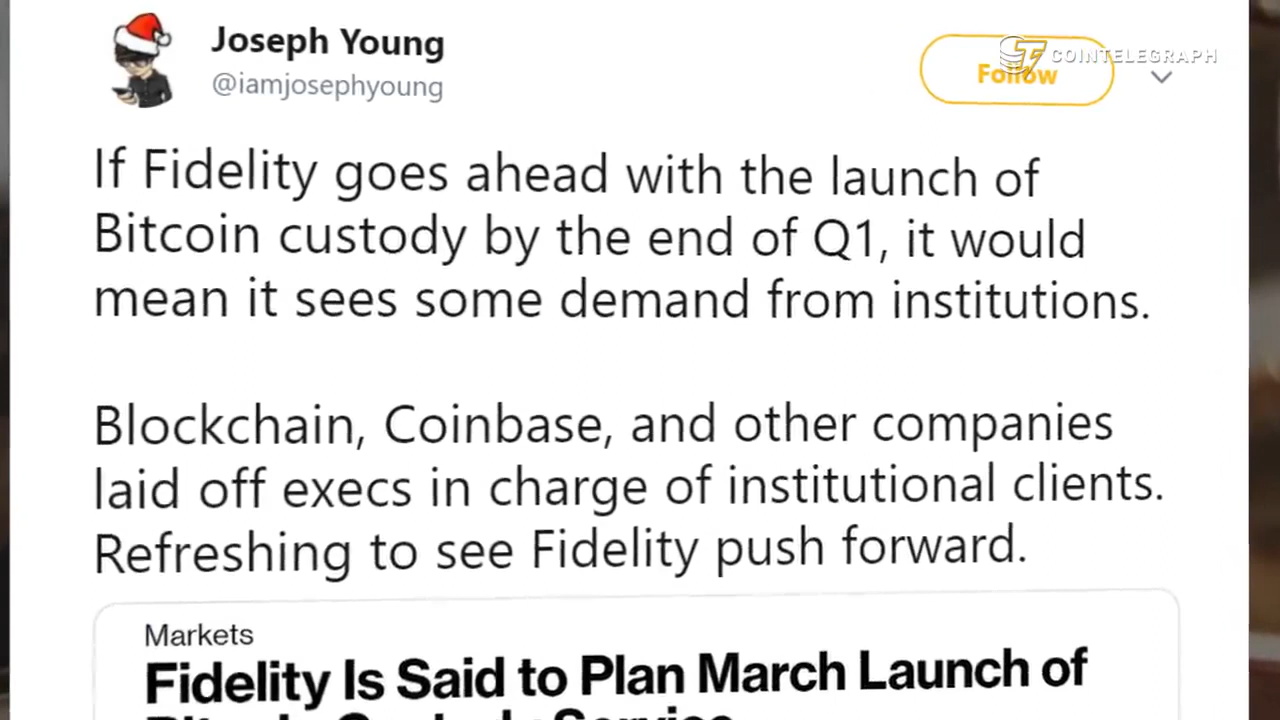 Joseph Young
@iamjosephyoung
Follow
COINTELEGRAPH
If Fidelity goes ahead with the launch of
Bitcoin custody by the end of Q1, it would
mean it sees some demand from institutions.
Blockchain, Coinbase, and other companies
laid off execs in charge of institutional clients.
Refreshing to see Fidelity push forward.
Markets
Fidelity Is Said to Plan March Launch of